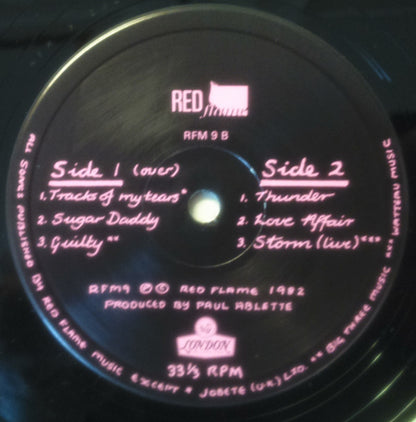 RED
flame
RFM 9 B
Side 1 (over)
1. Tracks of my tears*
2. Sugar Daddy
3. Guilty**
Side 2
1. Thunder
2. Love Affair
3. Storm (live)***
RFM9 Ⓟ © RED FLAME 1982
PRODUCED BY PAUL ABLETTE
LONDON
33⅓ RPM
ALL SONGS PUBLISHED BY RED FLAME MUSIC EXCEPT * JOBETE (U.K.) LTD. ** BIG THREE MUSIC *** WATTEAU MUSIC